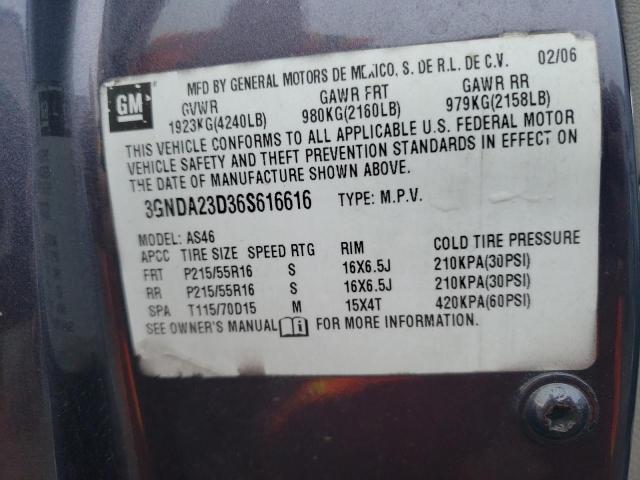 GM
MFD BY GENERAL MOTORS DE MEXICO, S. DE R.L. DE C.V. 02/06
GVWR GAWR FRT GAWR RR
1923KG(4240LB) 980KG(2160LB) 979KG(2158LB)
THIS VEHICLE CONFORMS TO ALL APPLICABLE U.S. FEDERAL MOTOR
VEHICLE SAFETY AND THEFT PREVENTION STANDARDS IN EFFECT ON
THE DATE OF MANUFACTURE SHOWN ABOVE.
3GNDA23D36S616616 TYPE: M.P.V.
MODEL: AS46
APCC TIRE SIZE SPEED RTG RIM COLD TIRE PRESSURE
FRT P215/55R16 S 16X6.5J 210KPA(30PSI)
RR P215/55R16 S 16X6.5J 210KPA(30PSI)
SPA T115/70D15 M 15X4T 420KPA(60PSI)
SEE OWNER'S MANUAL i FOR MORE INFORMATION.